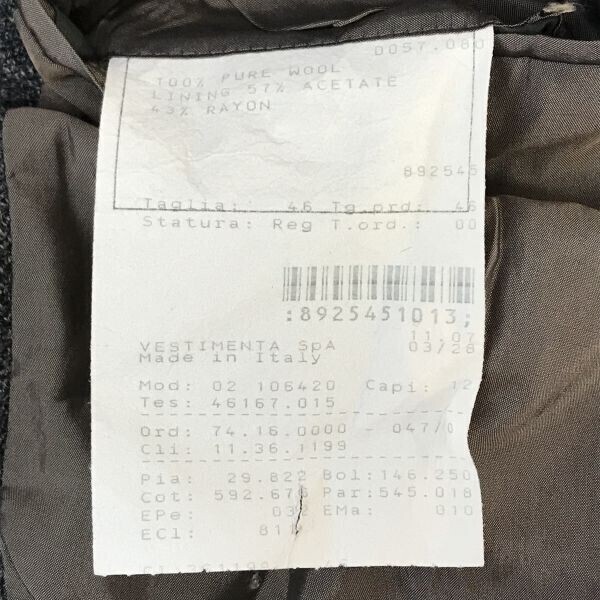 D057.080
100% PURE WOOL
LINING 57% ACETATE
43% RAYON
892545
Taglia: 46 Tg.ord: 46
Statura: Reg T.ord.: 00
:8925451013;
11:07
VESTIMENTA SpA 03/26
Made in Italy
Mod: 02 106420 Capi: 12
Tes: 46167.015
Ord: 74.16.0000 - 047/0
Cli: 11.36.1199
Pia: 29.822 Bol:146.250
Cot: 592.676 Par:545.018
EPe: 032 EMa: 010
ECl: 811